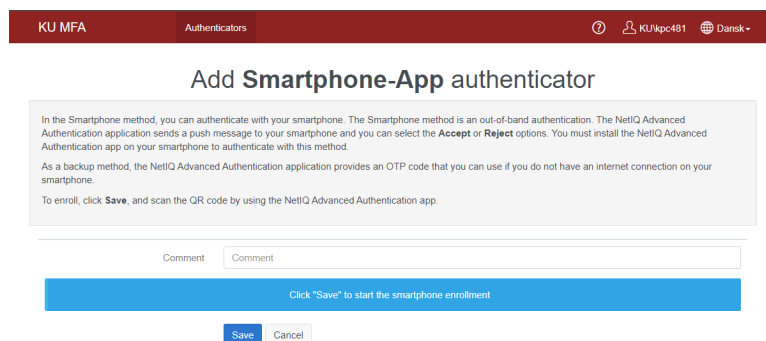 KU MFA Authenticators KU\kpc481 Dansk
Add Smartphone-App authenticator
In the Smartphone method, you can authenticate with your smartphone. The Smartphone method is an out-of-band authentication. The NetIQ Advanced
Authentication application sends a push message to your smartphone and you can select the Accept or Reject options. You must install the NetIQ Advanced
Authentication app on your smartphone to authenticate with this method.
As a backup method, the NetIQ Advanced Authentication application provides an OTP code that you can use if you do not have an internet connection on your
smartphone.
To enroll, click Save, and scan the QR code by using the NetIQ Advanced Authentication app.
Comment Comment
Click "Save" to start the smartphone enrollment
Save Cancel